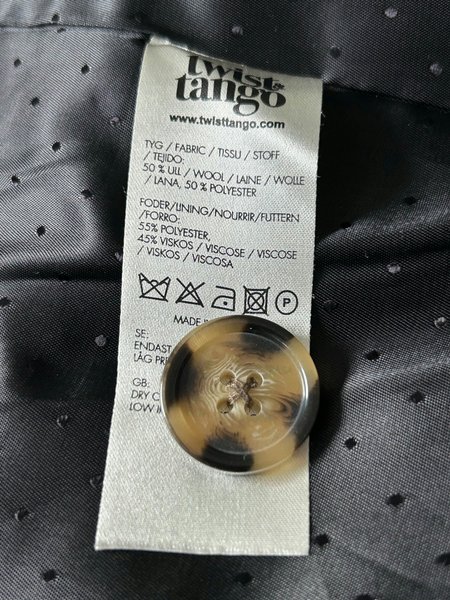 twist &
tango
www.twisttango.com
TYG / FABRIC / TISSU / STOFF
/ TEJIDO:
50 % ULL / WOOL / LAINE / WOLLE
/ LANA, 50 % POLYESTER
FODER/LINING/NOURRIR/FUTTERN
/FORRO:
55% POLYESTER,
45% VISKOS / VISCOSE / VISCOSE
/ VISKOS / VISCOSA
P
MADE
SE:
ENDAST
LÅG
GB:
DRY
LOW